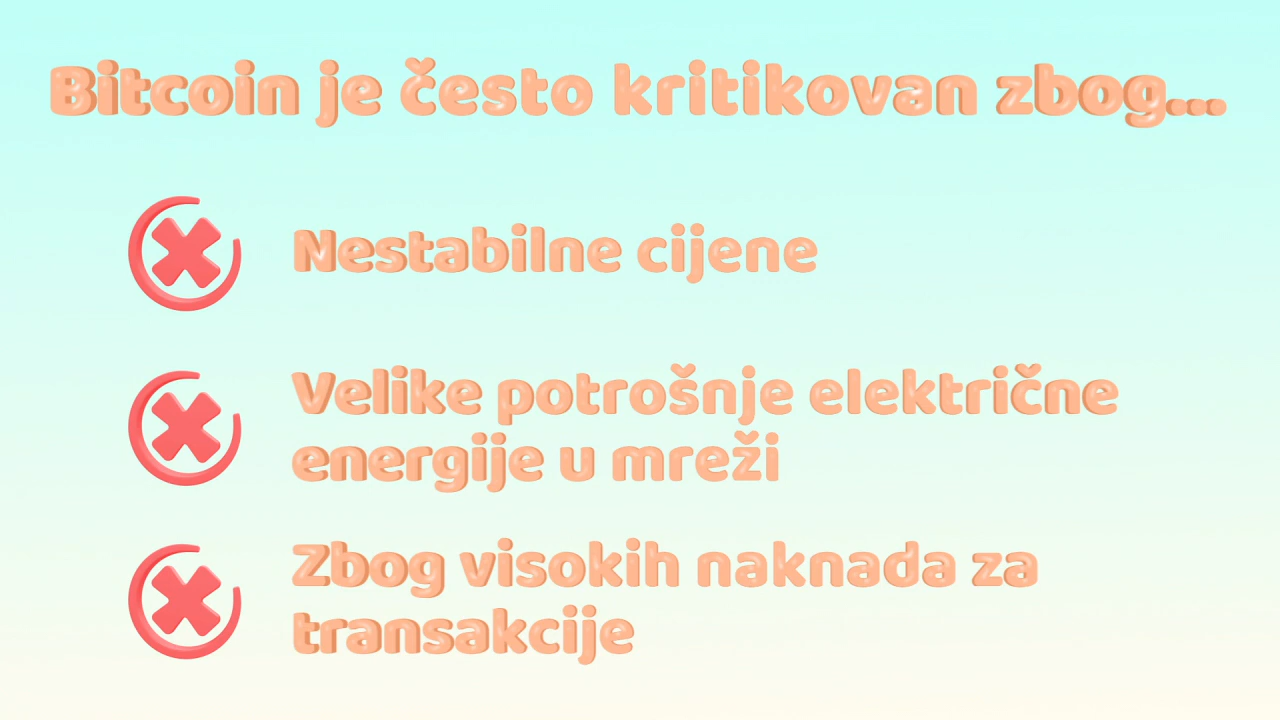 Bitcoin je često kritikovan zbog...
Nestabilne cijene
Velike potrošnje električne
energije u mreži
Zbog visokih naknada za
transakcije